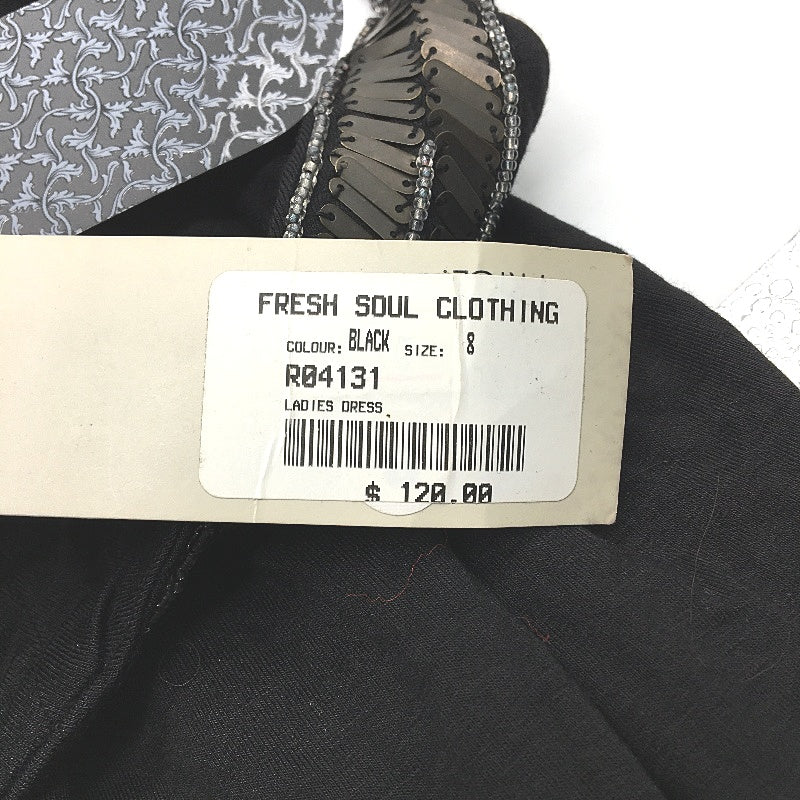 FRESH SOUL CLOTHING
COLOUR: BLACK SIZE: 8
R04131
LADIES DRESS
$ 120.00